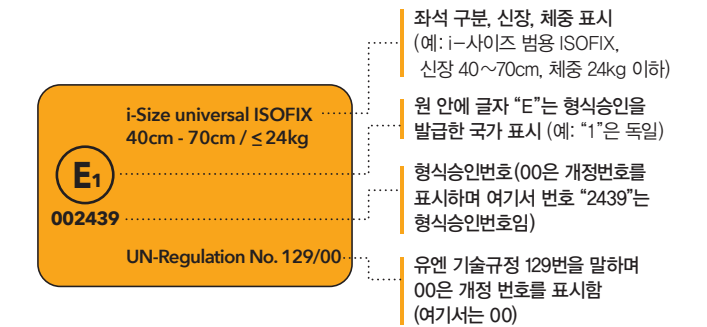 i-Size universal ISOFIX
40cm - 70cm / ≤24kg
E1
002439
UN-Regulation No. 129/00
좌석 구분, 신장, 체중 표시
(예: i-사이즈 범용 ISOFIX,
신장 40~70cm, 체중 24kg 이하)
원 안에 글자 “E”는 형식승인을
발급한 국가 표시 (예: “1”은 독일)
형식승인번호(00은 개정번호를
표시하며 여기서 번호 “2439”는
형식승인번호임)
유엔 기술규정 129번을 말하며
00은 개정 번호를 표시함
(여기서는 00)